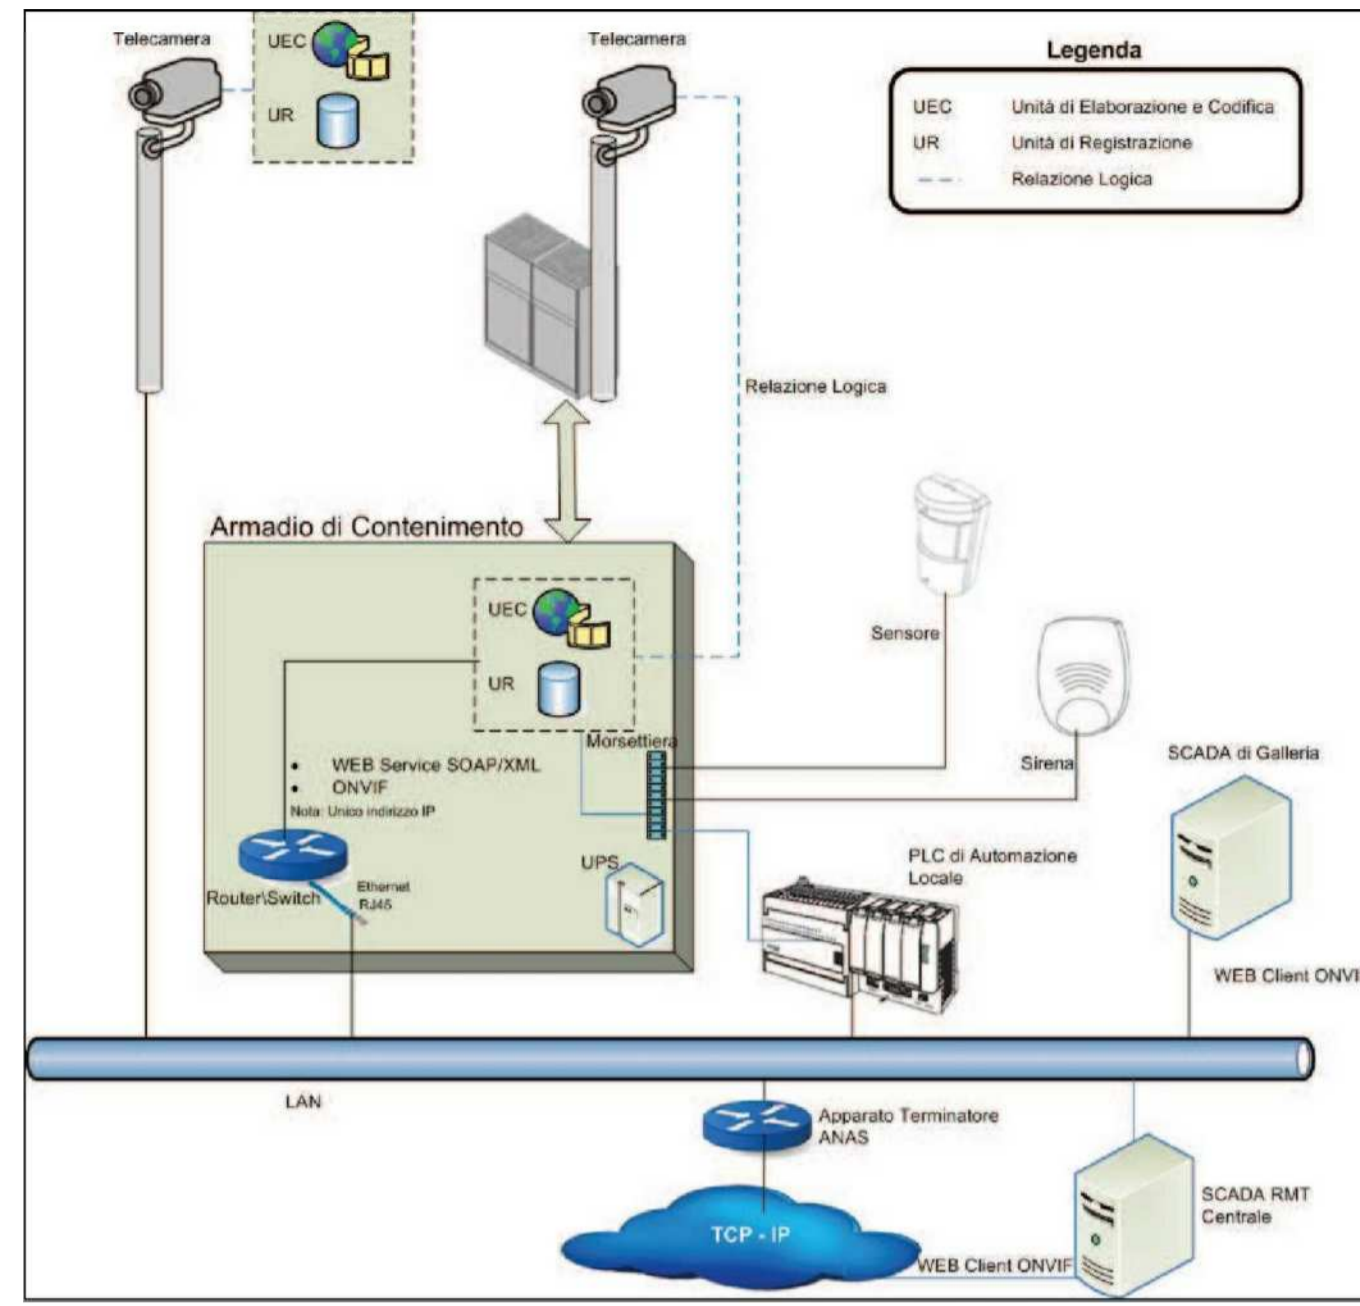 Telecamera
UEC
UR
Telecamera
Legenda
UEC Unità di Elaborazione e Codifica
UR Unità di Registrazione
Relazione Logica
Relazione Logica
Armadio di Contenimento
UEC
UR
Sensore
Morsettiera
Sirena
SCADA di Galleria
• WEB Service SOAP/XML
• ONVIF
Nota: Unico indirizzo IP
UPS
PLC di Automazione
Locale
Router\Switch
Ethernet
RJ45
WEB Client ONVI
LAN
Apparato Terminatore
ANAS
SCADA RMT
Centrale
TCP - IP
WEB Client ONVIF